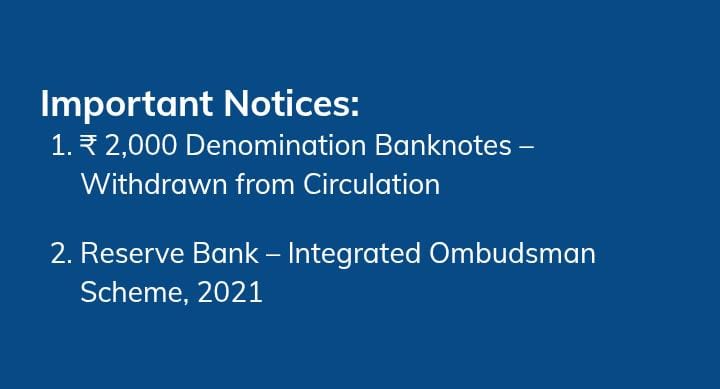 Important Notices:
1. ₹ 2,000 Denomination Banknotes –
Withdrawn from Circulation
2. Reserve Bank – Integrated Ombudsman
Scheme, 2021